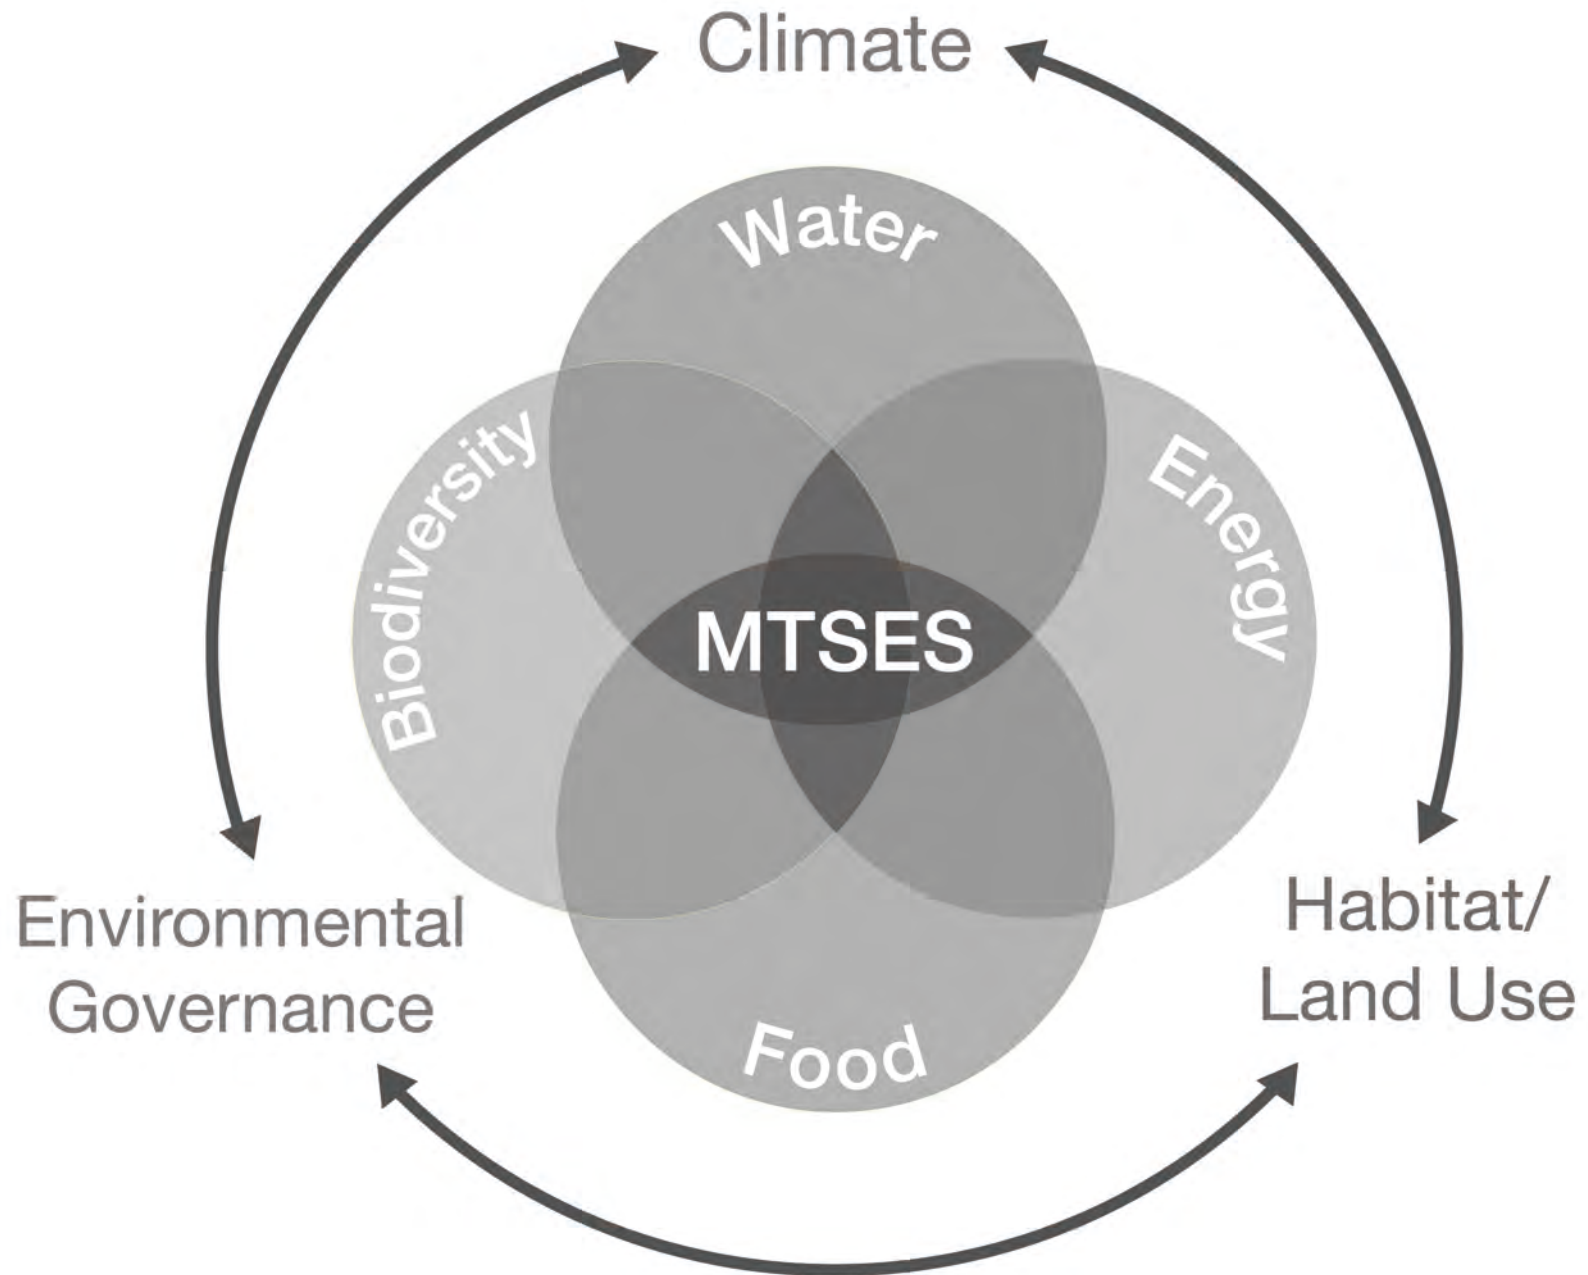 Climate
Water
Biodiversity
Energy
MTSES
Environmental
Governance
Habitat/
Land Use
Food